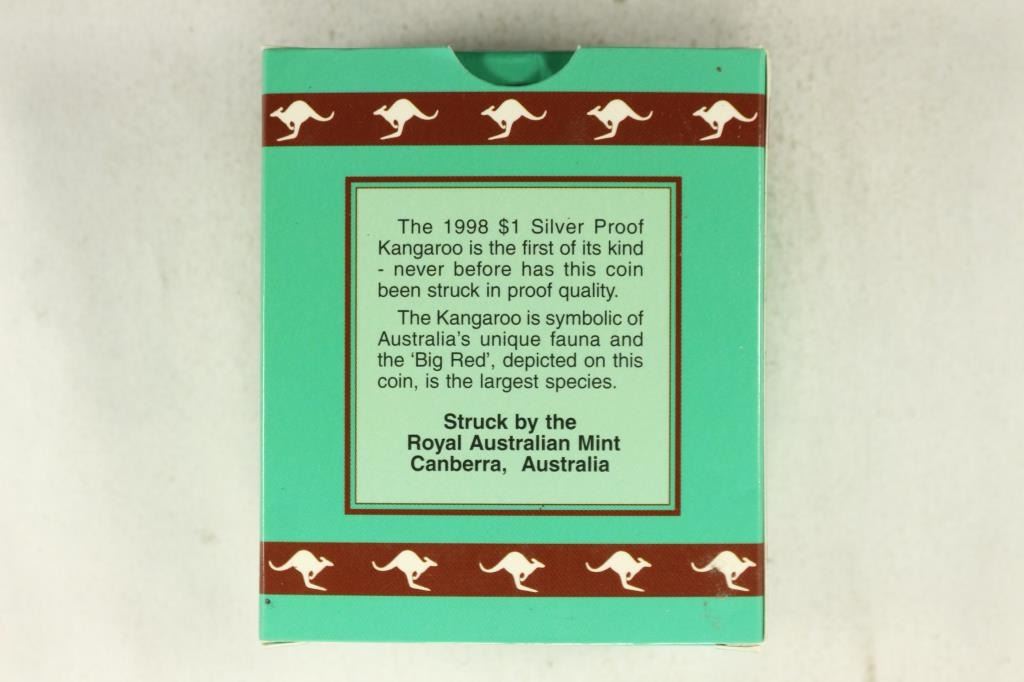 The 1998 $1 Silver Proof
Kangaroo is the first of its kind
- never before has this coin
been struck in proof quality.
The Kangaroo is symbolic of
Australia's unique fauna and
the ‘Big Red’, depicted on this
coin, is the largest species.
Struck by the
Royal Australian Mint
Canberra, Australia